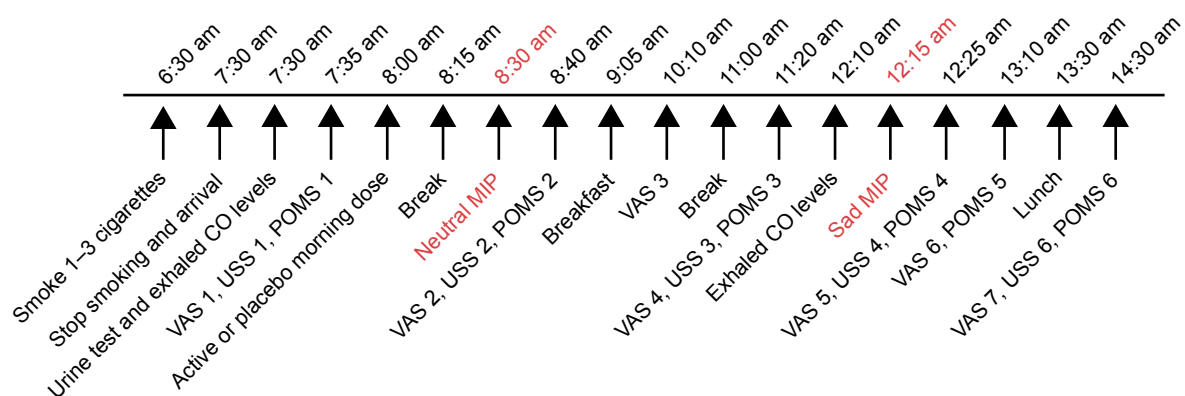 6:30 am
7:30 am
7:30 am
7:35 am
8:00 am
8:15 am
8:30 am
8:40 am
9:05 am
10:10 am
11:00 am
11:20 am
12:10 am
12:15 am
12:25 am
13:10 am
13:30 am
14:30 am
Smoke 1–3 cigarettes
Stop smoking and arrival
Urine test and exhaled CO levels
VAS 1, USS 1, POMS 1
Active or placebo morning dose
Break
Neutral MIP
VAS 2, USS 2, POMS 2
Breakfast
VAS 3
Break
VAS 4, USS 3, POMS 3
Exhaled CO levels
Sad MIP
VAS 5, USS 4, POMS 4
VAS 6, POMS 5
Lunch
VAS 7, USS 6, POMS 6